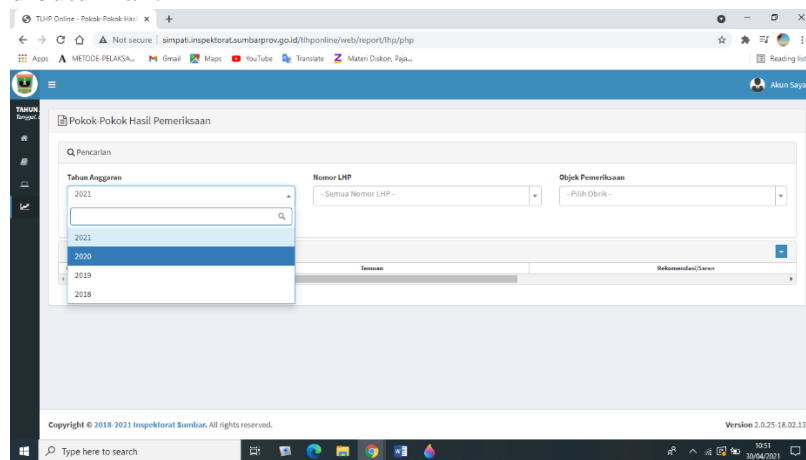 TLHP Online - Pokok-Pokok Hasil
Not secure simpati.inspektorat.sumbarprov.go.id/tlhponline/web/report/lhp/php
Apps METODE-PELAKSA... Gmail Maps YouTube Translate Materi Diskon, Paja... Reading list
Akun Saya
TAHUN
Tanggal:
Pokok-Pokok Hasil Pemeriksaan
Pencarian
Tahun Anggaran Nomor LHP Objek Pemeriksaan
2021 - Semua Nomor LHP - - Pilih Obrik -
2021
2020
2019
2018
Temuan Rekomendasi/Saran
Copyright © 2018-2021 Inspektorat Sumbar. All rights reserved. Version 2.0.25-18.02.13
Type here to search
10:51
30/04/2021